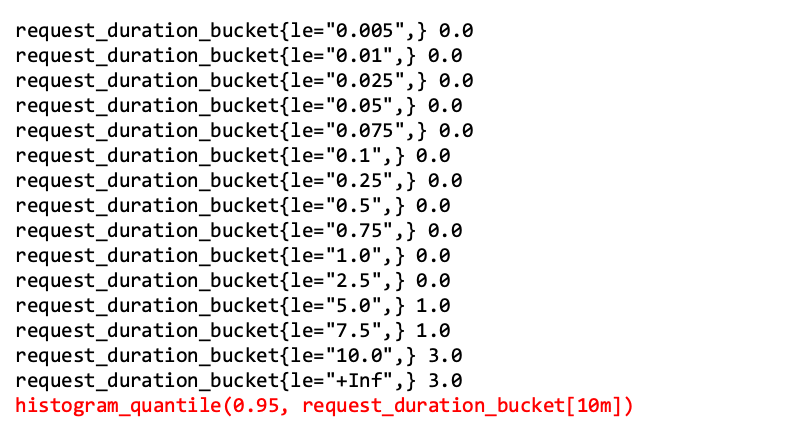 request_duration_bucket{le="0.005",} 0.0
request_duration_bucket{le="0.01",} 0.0
request_duration_bucket{le="0.025",} 0.0
request_duration_bucket{le="0.05",} 0.0
request_duration_bucket{le="0.075",} 0.0
request_duration_bucket{le="0.1",} 0.0
request_duration_bucket{le="0.25",} 0.0
request_duration_bucket{le="0.5",} 0.0
request_duration_bucket{le="0.75",} 0.0
request_duration_bucket{le="1.0",} 0.0
request_duration_bucket{le="2.5",} 0.0
request_duration_bucket{le="5.0",} 1.0
request_duration_bucket{le="7.5",} 1.0
request_duration_bucket{le="10.0",} 3.0
request_duration_bucket{le="+Inf",} 3.0
histogram_quantile(0.95, request_duration_bucket[10m])